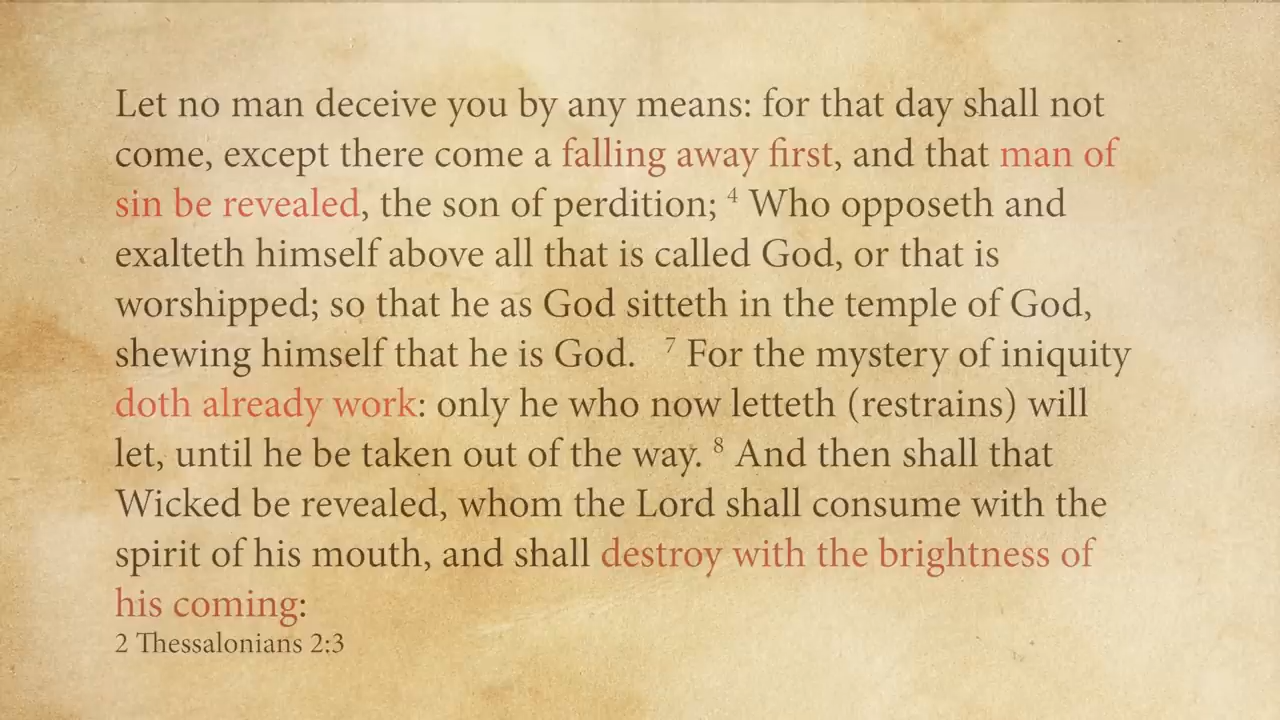 Let no man deceive you by any means: for that day shall not
come, except there come a falling away first, and that man of
sin be revealed, the son of perdition; 4 Who opposeth and
exalteth himself above all that is called God, or that is
worshipped; so that he as God sitteth in the temple of God,
shewing himself that he is God. 7 For the mystery of iniquity
doth already work: only he who now letteth (restrains) will
let, until he be taken out of the way. 8 And then shall that
Wicked be revealed, whom the Lord shall consume with the
spirit of his mouth, and shall destroy with the brightness of
his coming:
2 Thessalonians 2:3